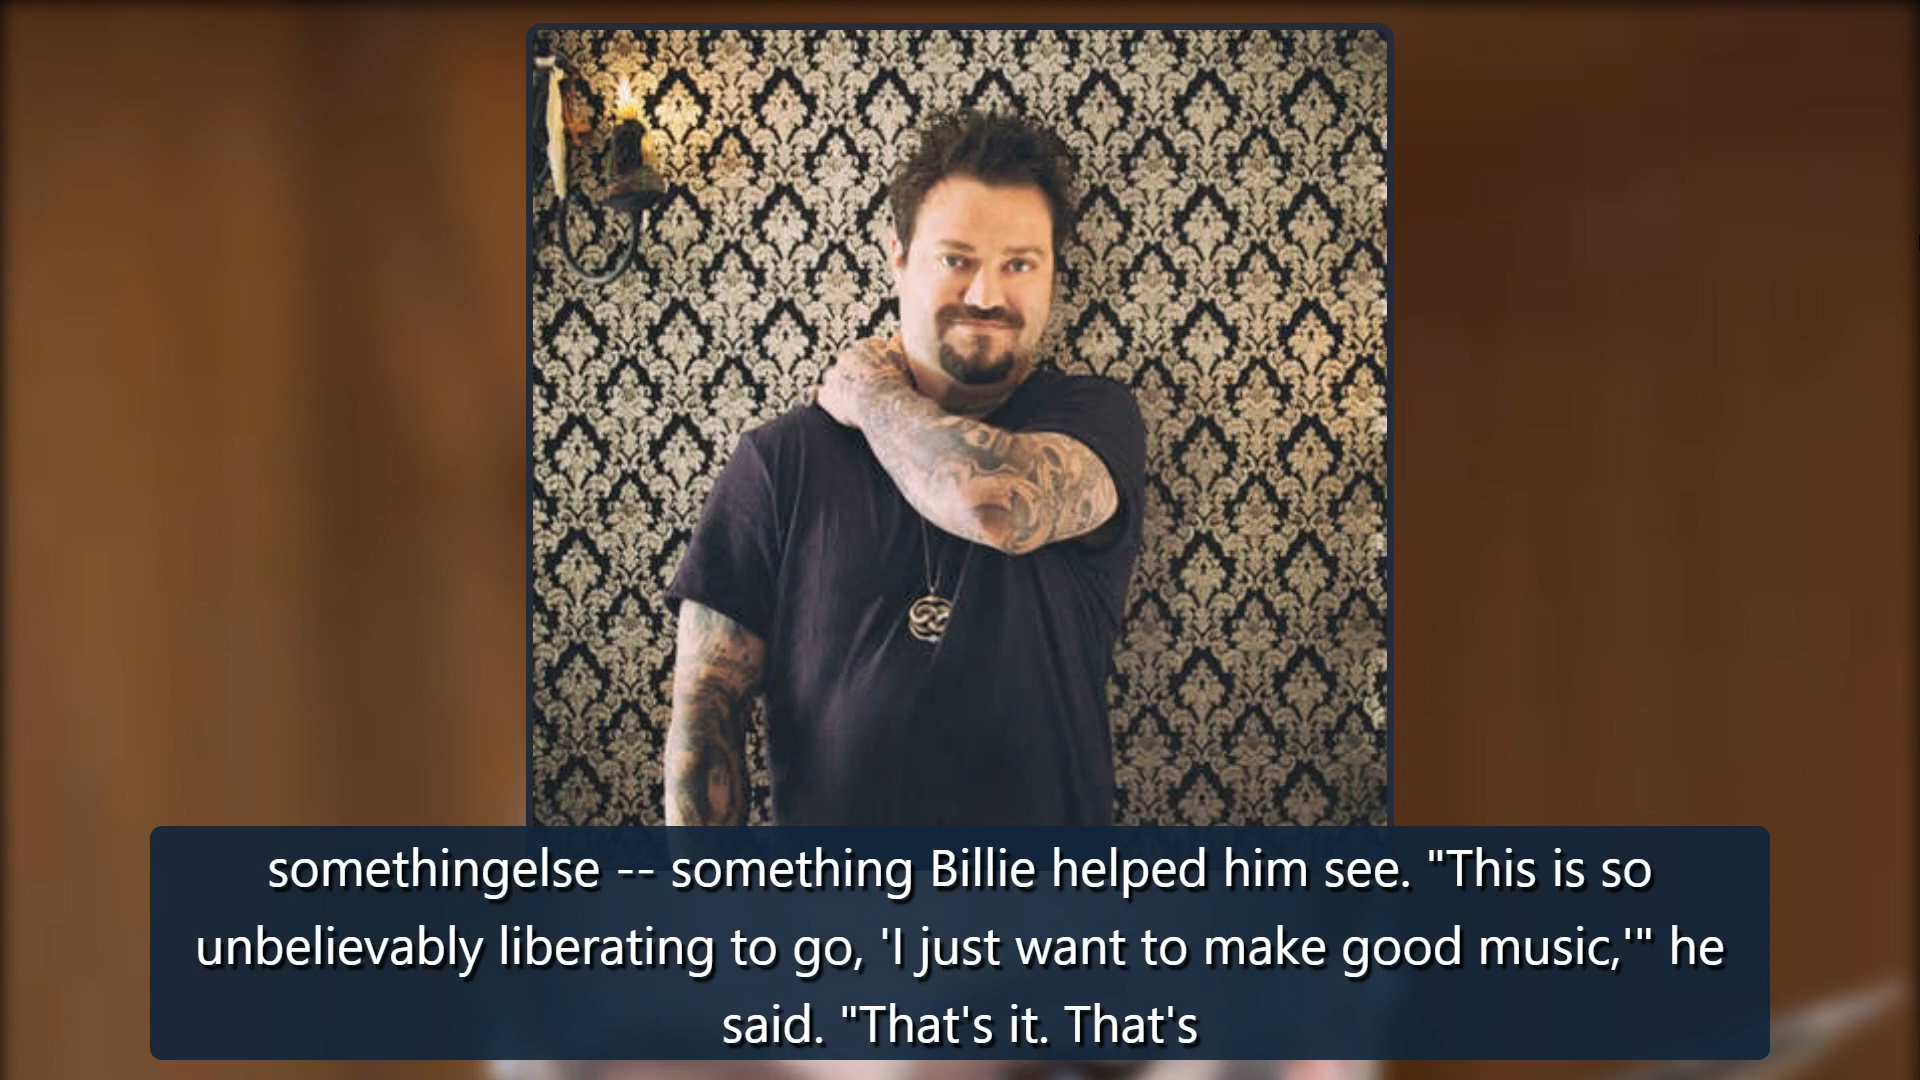 somethingelse -- something Billie helped him see. "This is so
unbelievably liberating to go, 'I just want to make good music,'" he
said. "That's it. That's